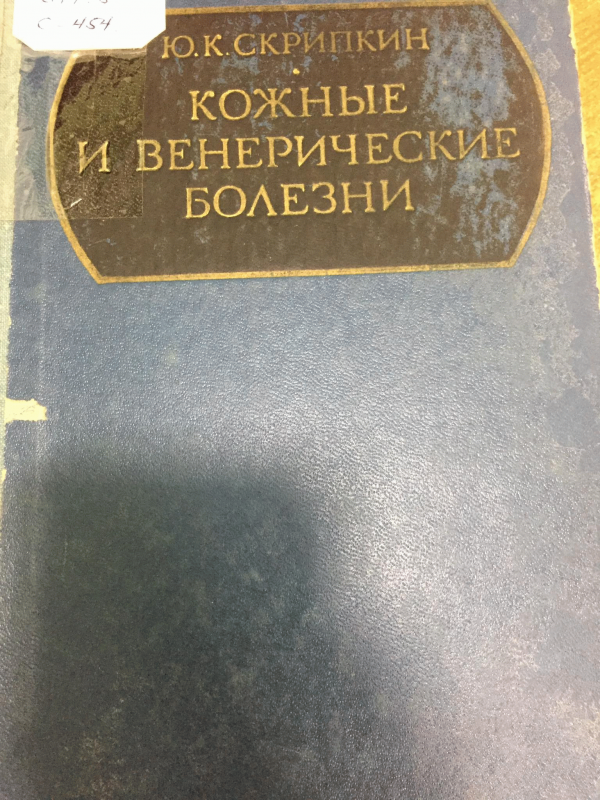 С-454
Ю.К.СКРИПКИН
КОЖНЫЕ
И ВЕНЕРИЧЕСКИЕ
БОЛЕЗНИ